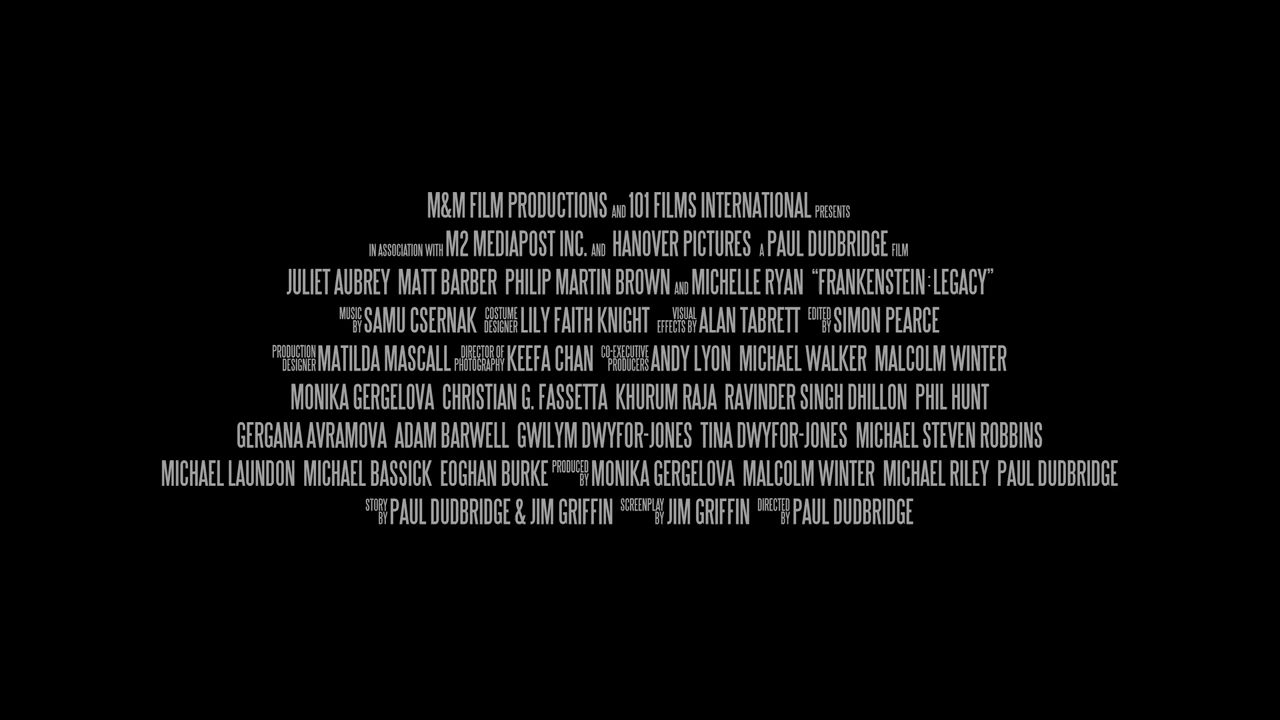 M&M FILM PRODUCTIONS AND 101 FILMS INTERNATIONAL PRESENTS
IN ASSOCIATION WITH M2 MEDIAPOST INC. AND HANOVER PICTURES A PAUL DUDBRIDGE FILM
JULIET AUBREY MATT BARBER PHILIP MARTIN BROWN AND MICHELLE RYAN “FRANKENSTEIN: LEGACY”
MUSIC BY SAMU CSERNAK COSTUME DESIGNER LILY FAITH KNIGHT VISUAL EFFECTS BY ALAN TABRETT EDITED BY SIMON PEARCE
PRODUCTION DESIGNER MATILDA MASCALL DIRECTOR OF PHOTOGRAPHY KEEFA CHAN CO-EXECUTIVE PRODUCERS ANDY LYON MICHAEL WALKER MALCOLM WINTER
MONIKA GERGELOVA CHRISTIAN G. FASSETTA KHURUM RAJA RAVINDER SINGH DHILLON PHIL HUNT
GERGANA AVRAMOVA ADAM BARWELL GWILYM DWYFOR-JONES TINA DWYFOR-JONES MICHAEL STEVEN ROBBINS
MICHAEL LAUNDON MICHAEL BASSICK EOGHAN BURKE PRODUCED BY MONIKA GERGELOVA MALCOLM WINTER MICHAEL RILEY PAUL DUDBRIDGE
STORY BY PAUL DUDBRIDGE & JIM GRIFFIN SCREENPLAY BY JIM GRIFFIN DIRECTED BY PAUL DUDBRIDGE